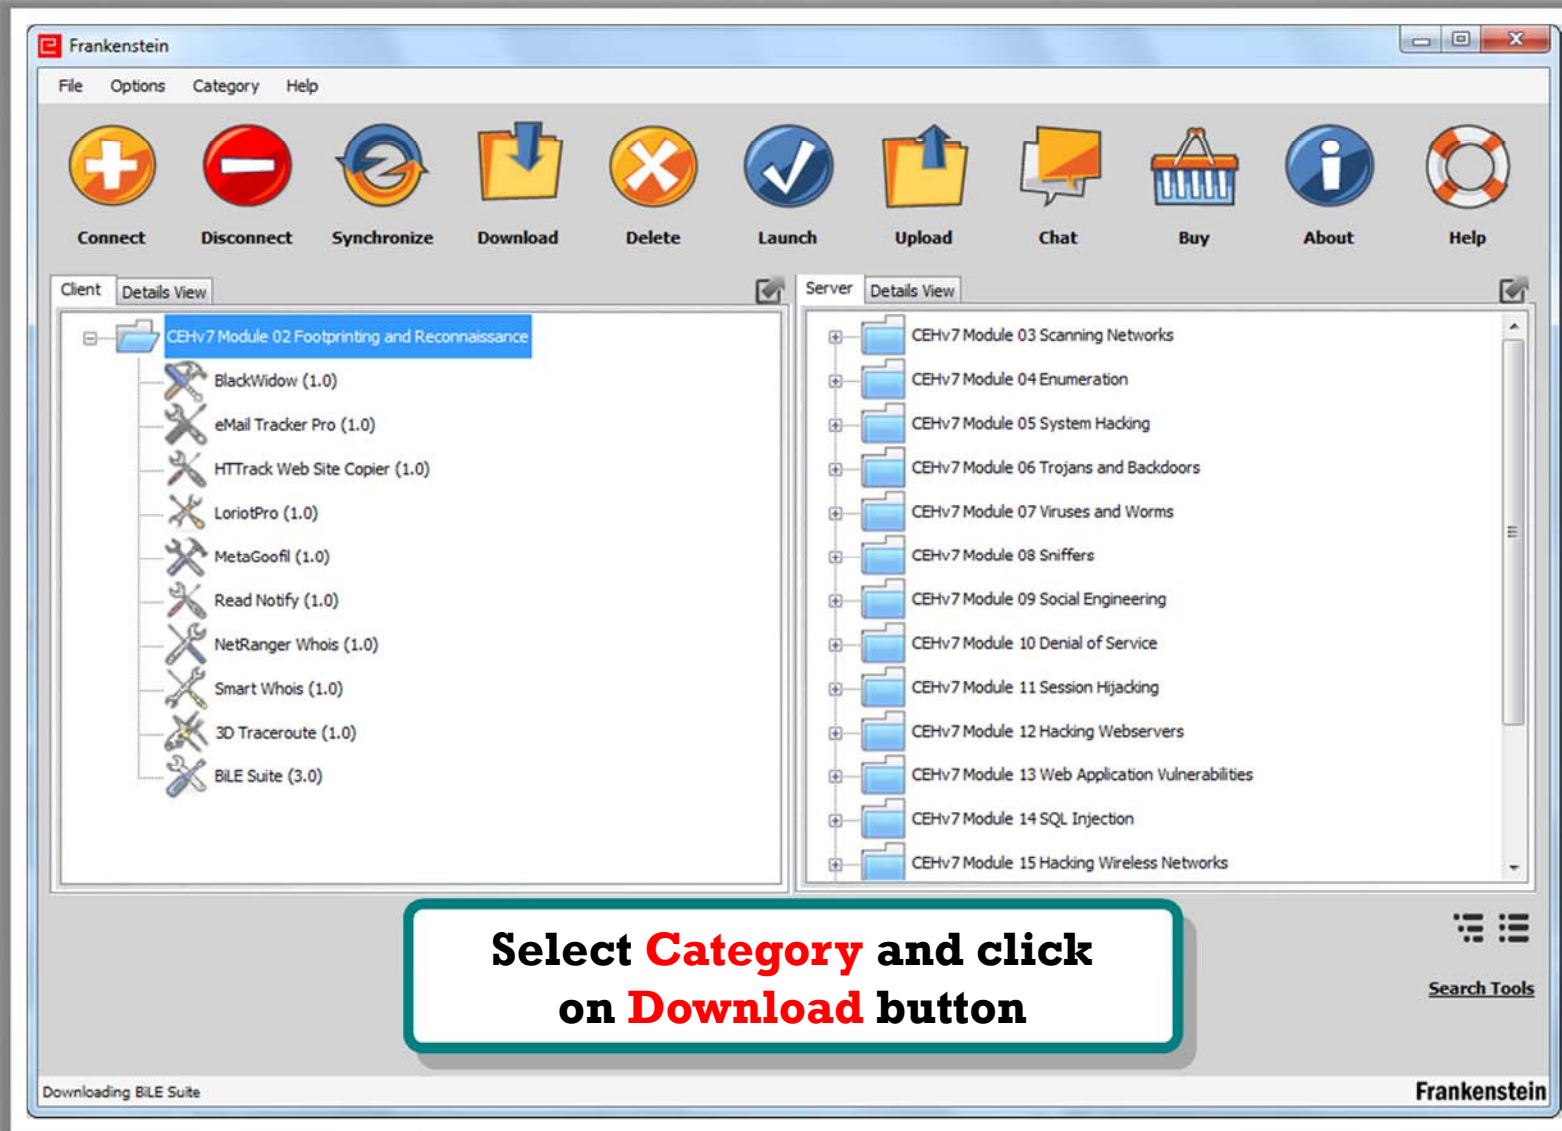 Frankenstein
File Options Category Help
Connect Disconnect Synchronize Download Delete Launch Upload Chat Buy About Help
Client Details View
CEHv7 Module 02 Footprinting and Reconnaissance
BlackWidow (1.0)
eMail Tracker Pro (1.0)
HTTrack Web Site Copier (1.0)
LoriotPro (1.0)
MetaGoofil (1.0)
Read Notify (1.0)
NetRanger Whois (1.0)
Smart Whois (1.0)
3D Traceroute (1.0)
BiLE Suite (3.0)
Server Details View
CEHv7 Module 03 Scanning Networks
CEHv7 Module 04 Enumeration
CEHv7 Module 05 System Hacking
CEHv7 Module 06 Trojans and Backdoors
CEHv7 Module 07 Viruses and Worms
CEHv7 Module 08 Sniffers
CEHv7 Module 09 Social Engineering
CEHv7 Module 10 Denial of Service
CEHv7 Module 11 Session Hijacking
CEHv7 Module 12 Hacking Webservers
CEHv7 Module 13 Web Application Vulnerabilities
CEHv7 Module 14 SQL Injection
CEHv7 Module 15 Hacking Wireless Networks
Select Category and click
on Download button
Search Tools
Downloading BiLE Suite
Frankenstein